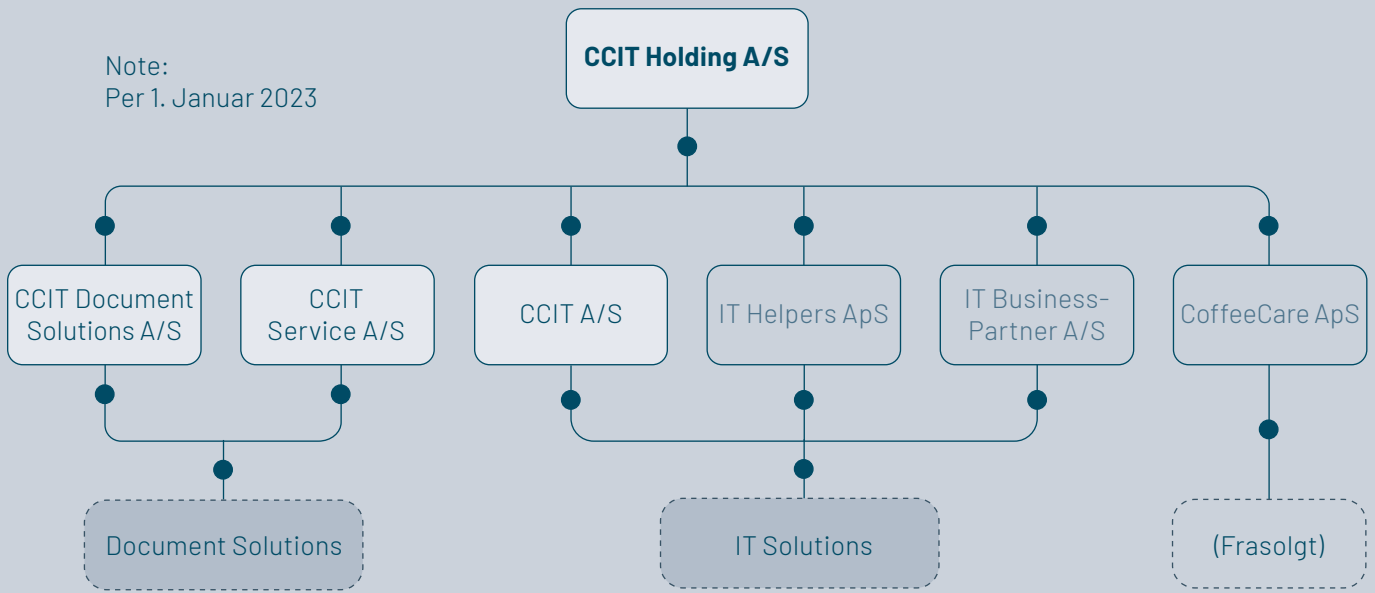 CCIT Holding A/S
Note:
Per 1. Januar 2023
CCIT Document
Solutions A/S
CCIT
Service A/S
CCIT A/S
IT Helpers ApS
IT Business-
Partner A/S
CoffeeCare ApS
Document Solutions
IT Solutions
(Frasolgt)